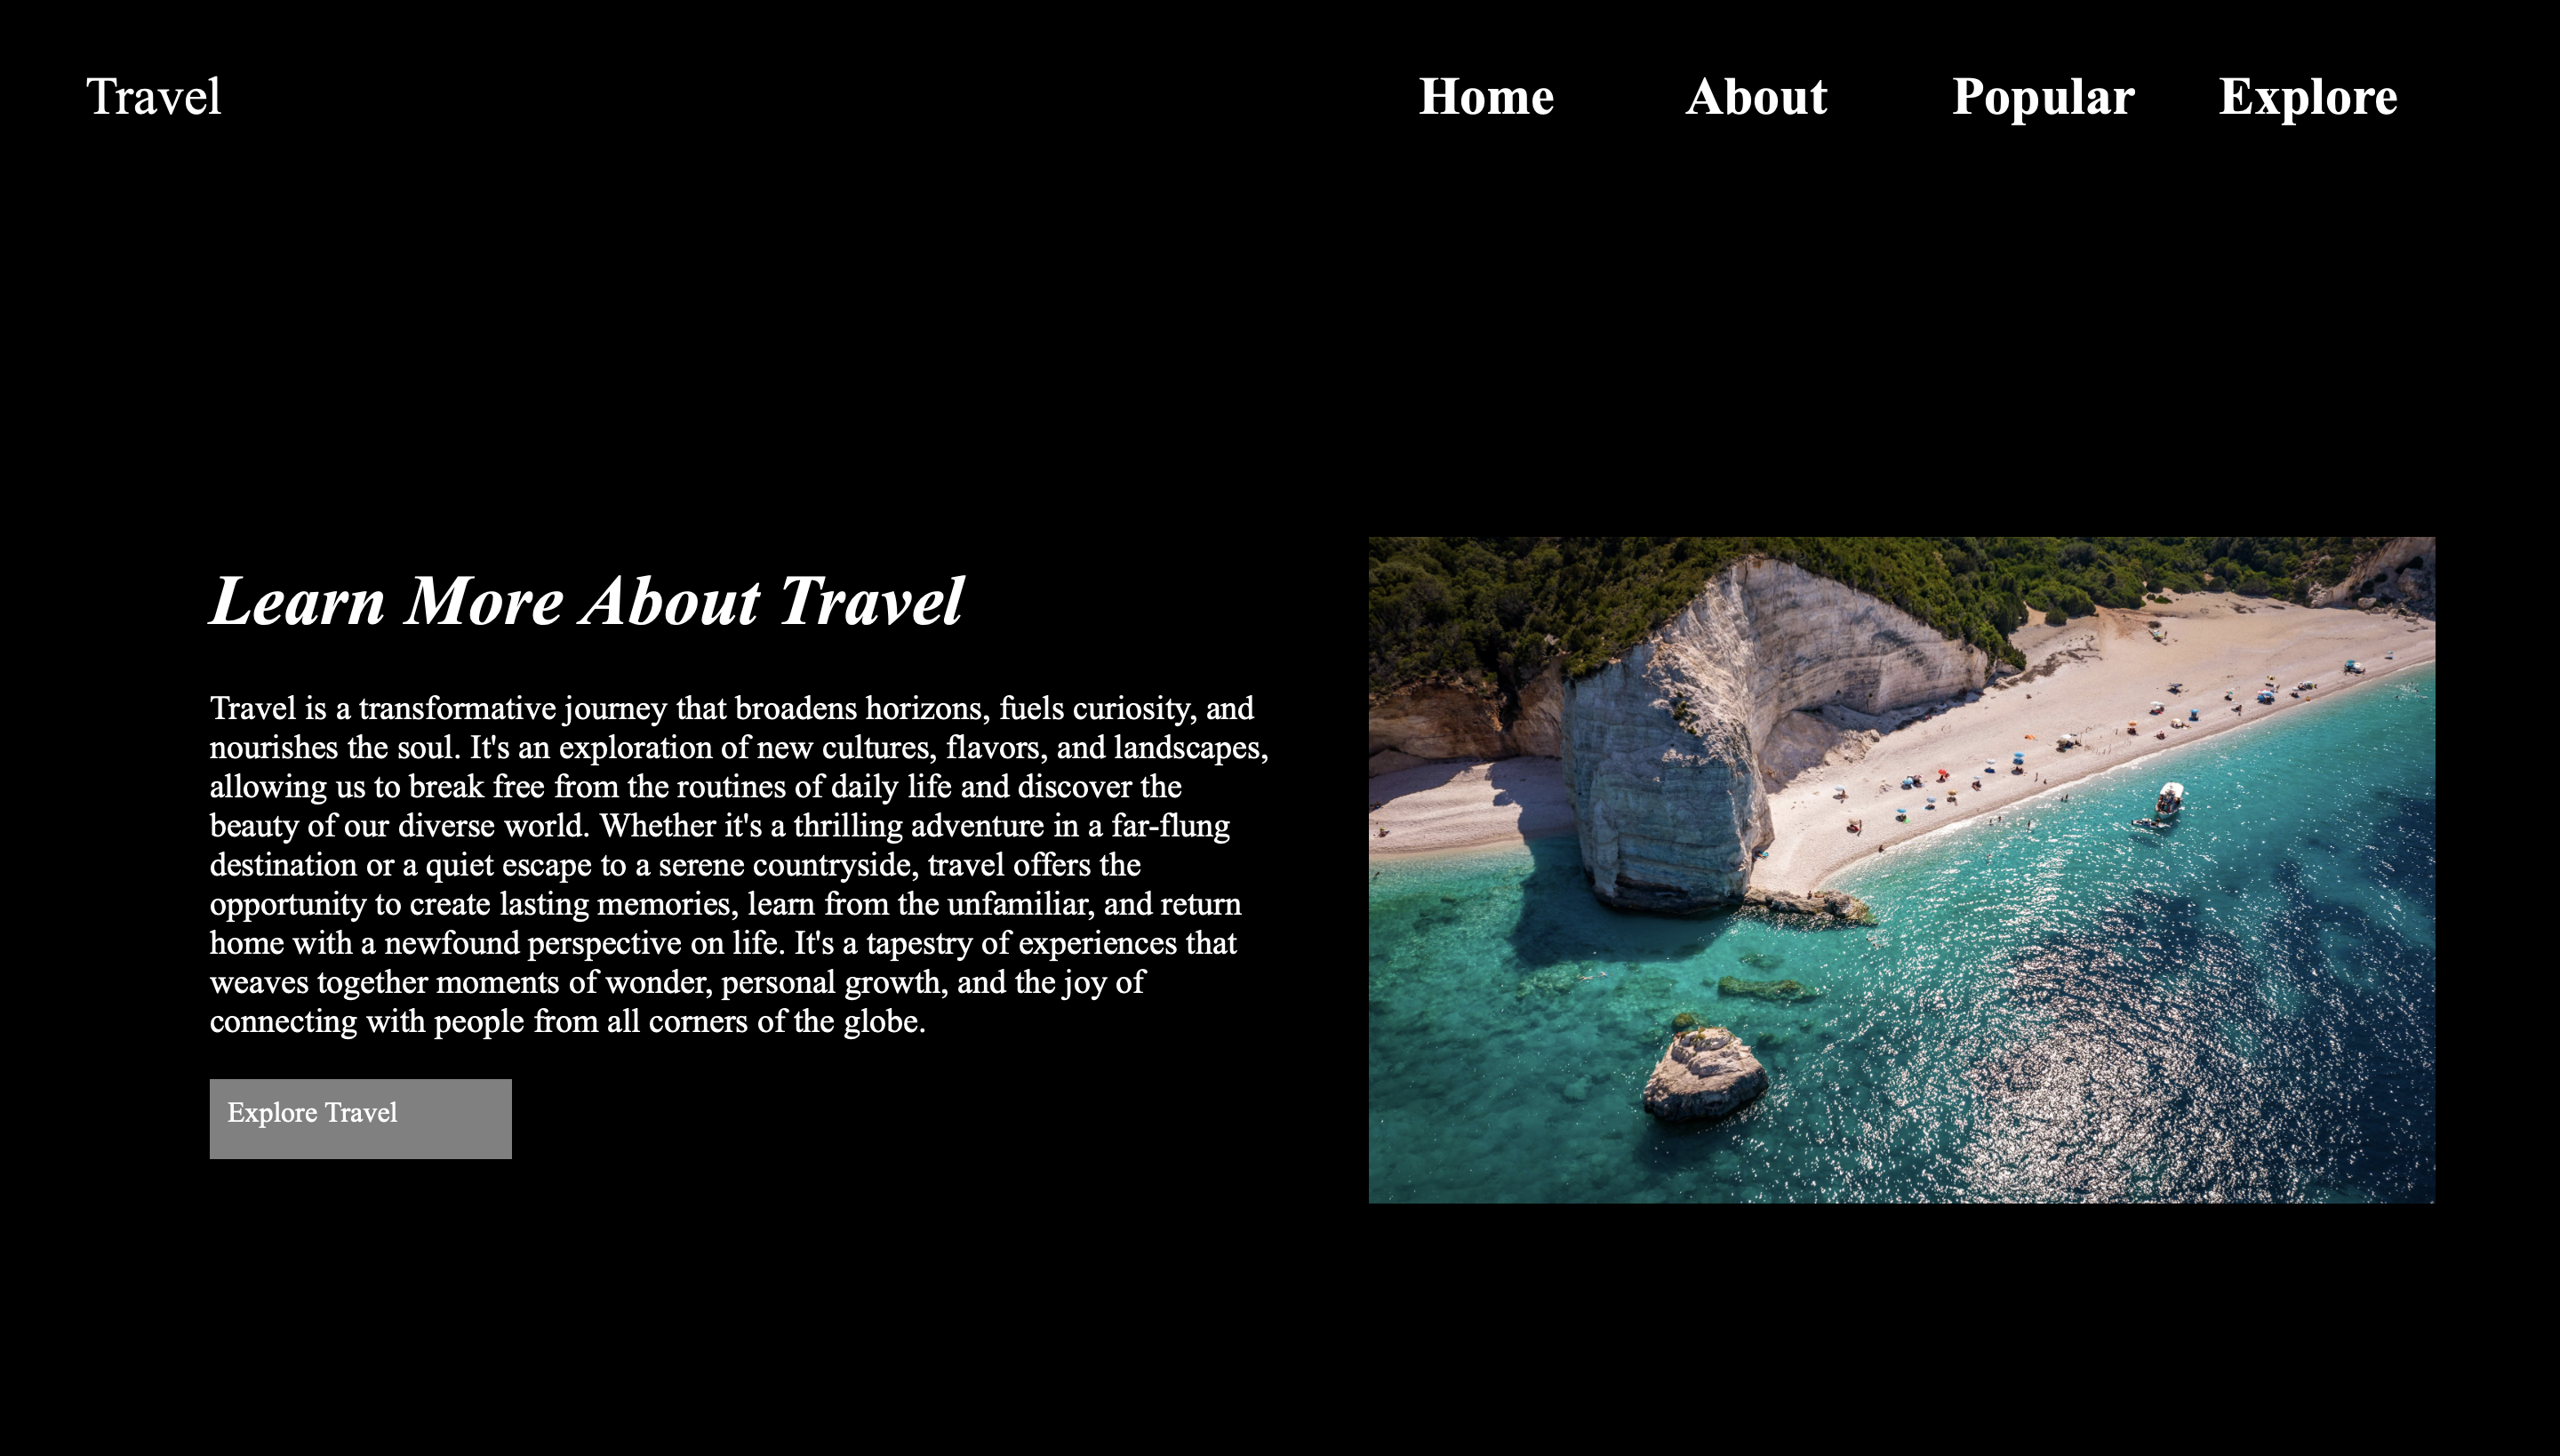 Travel
Home About Popular Explore
Learn More About Travel
Travel is a transformative journey that broadens horizons, fuels curiosity, and
nourishes the soul. It's an exploration of new cultures, flavors, and landscapes,
allowing us to break free from the routines of daily life and discover the
beauty of our diverse world. Whether it's a thrilling adventure in a far-flung
destination or a quiet escape to a serene countryside, travel offers the
opportunity to create lasting memories, learn from the unfamiliar, and return
home with a newfound perspective on life. It's a tapestry of experiences that
weaves together moments of wonder, personal growth, and the joy of
connecting with people from all corners of the globe.
Explore Travel